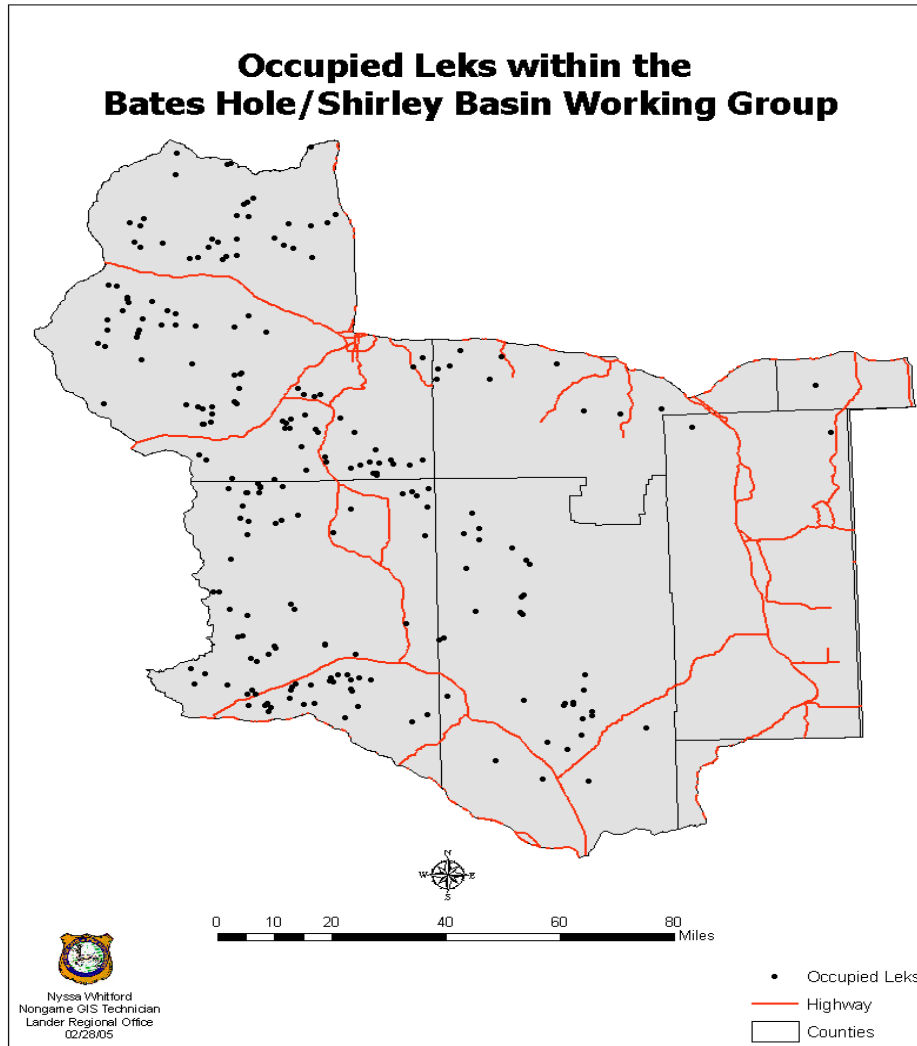 Occupied Leks within the
Bates Hole/Shirley Basin Working Group
N
W E
S
0 10 20 40 60 80
Miles
Nyssa Whitford
Nongame GIS Technician
Lander Regional Office
02/28/05
Occupied Leks
Highway
Counties